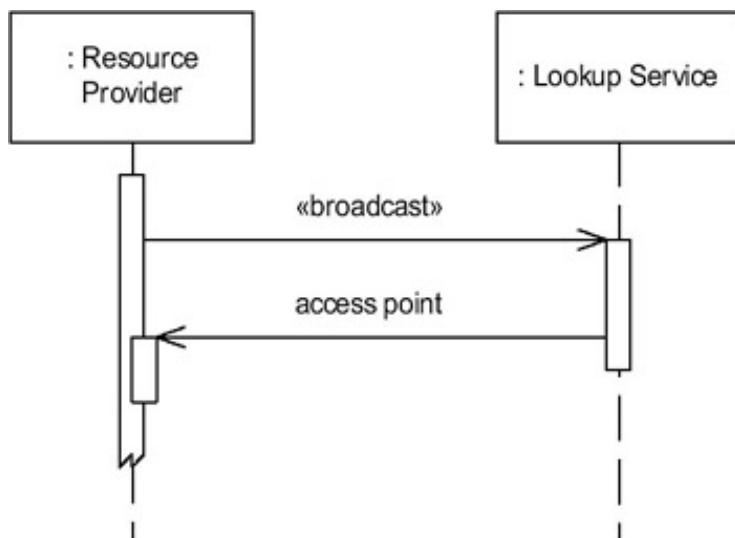 : Resource
Provider
: Lookup Service
«broadcast»
access point